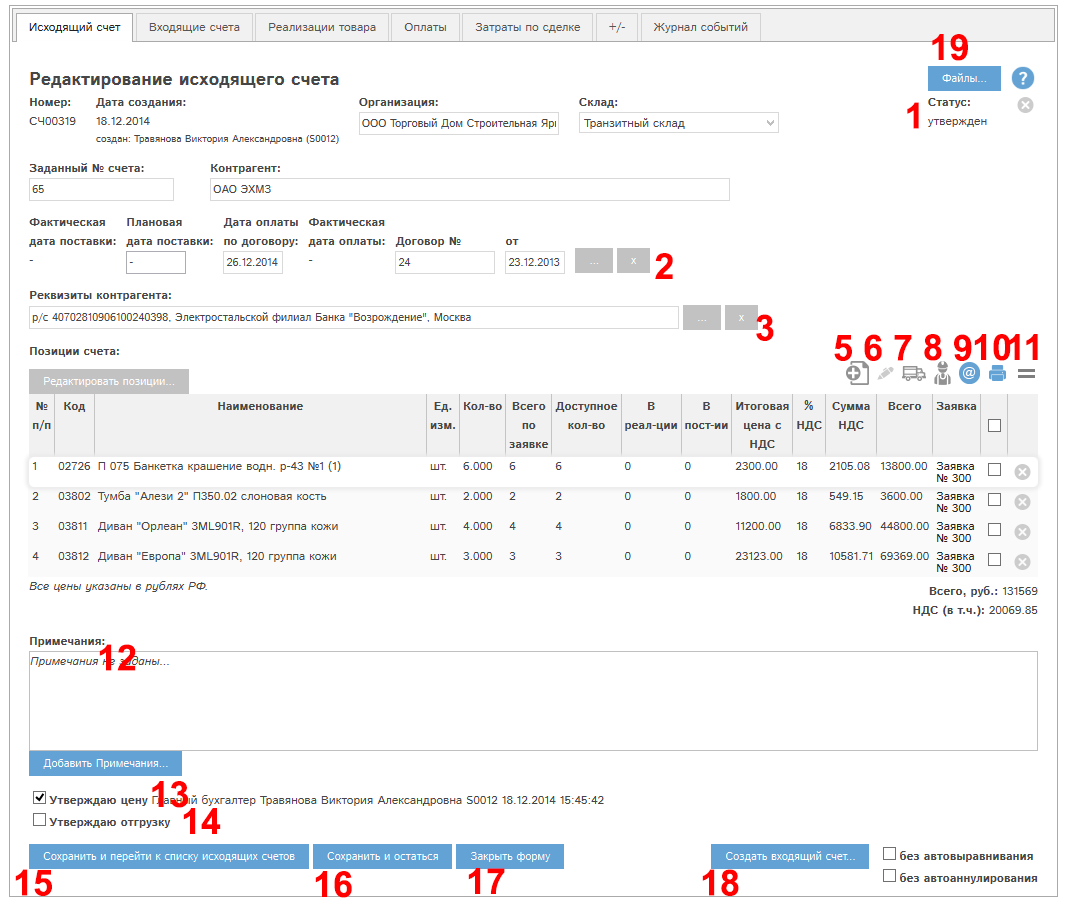 Исходящий счет Входящие счета Реализации товара Оплаты Затраты по сделке +/- Журнал событий
19
Редактирование исходящего счета Файлы... ?
Номер: Дата создания: Организация: Склад: 1 Статус:
СЧ00319 18.12.2014 ООО Торговый Дом Строительная Яр Транзитный склад утвержден
создан: Травянова Виктория Александровна (S0012)
Заданный № счета: Контрагент:
65 ОАО ЭХМЗ
Фактическая Плановая Дата оплаты Фактическая
дата поставки: дата поставки: по договору: дата оплаты: Договор № от
- - 26.12.2014 - 24 23.12.2013 ... x 2
Реквизиты контрагента:
р/с 40702810906100240398, Электростальской филиал Банка "Возрождение", Москва ... x 3
Позиции счета: 5 6 7 8 9 10 11
Редактировать позиции... @
№ Код Наименование Ед. Кол-во Всего Доступное В В Итоговая % Сумма Всего Заявка
п/п изм. по кол-во реал-ции пост-ии цена с НДС НДС
заявке НДС
1 02726 П 075 Банкетка крашение водн. р-43 №1 (1) шт. 6.000 6 6 0 0 2300.00 18 2105.08 13800.00 Заявка
№ 300
2 03802 Тумба "Алези 2" П350.02 слоновая кость шт. 2.000 2 2 0 0 1800.00 18 549.15 3600.00 Заявка
№ 300
3 03811 Диван "Орлеан" 3ML901R, 120 группа кожи шт. 4.000 4 4 0 0 11200.00 18 6833.90 44800.00 Заявка
№ 300
4 03812 Диван "Европа" 3ML901R, 120 группа кожи шт. 3.000 3 3 0 0 23123.00 18 10581.71 69369.00 Заявка
№ 300
Все цены указаны в рублях РФ.
Всего, руб.: 131569
НДС (в т.ч.): 20069.85
Примечания:
12
Примечания не заданы...
Добавить Примечания...
13
Утверждаю цену Главный бухгалтер Травянова Виктория Александровна S0012 18.12.2014 15:45:42
Утверждаю отгрузку 14
Сохранить и перейти к списку исходящих счетов Сохранить и остаться Закрыть форму Создать входящий счет... без автовыравнивания
без автоаннулирования
15 16 17 18